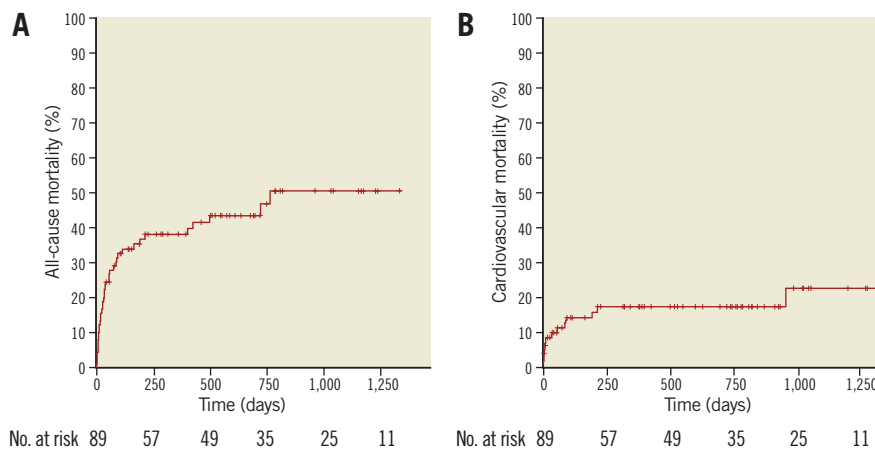 A
All-cause mortality (%)
100
90
80
70
60
50
40
30
20
10
0
0 250 500 750 1,000 1,250
Time (days)
No. at risk 89 57 49 35 25 11
B
Cardiovascular mortality (%)
100
90
80
70
60
50
40
30
20
10
0
0 250 500 750 1,000 1,250
Time (days)
No. at risk 89 57 49 35 25 11